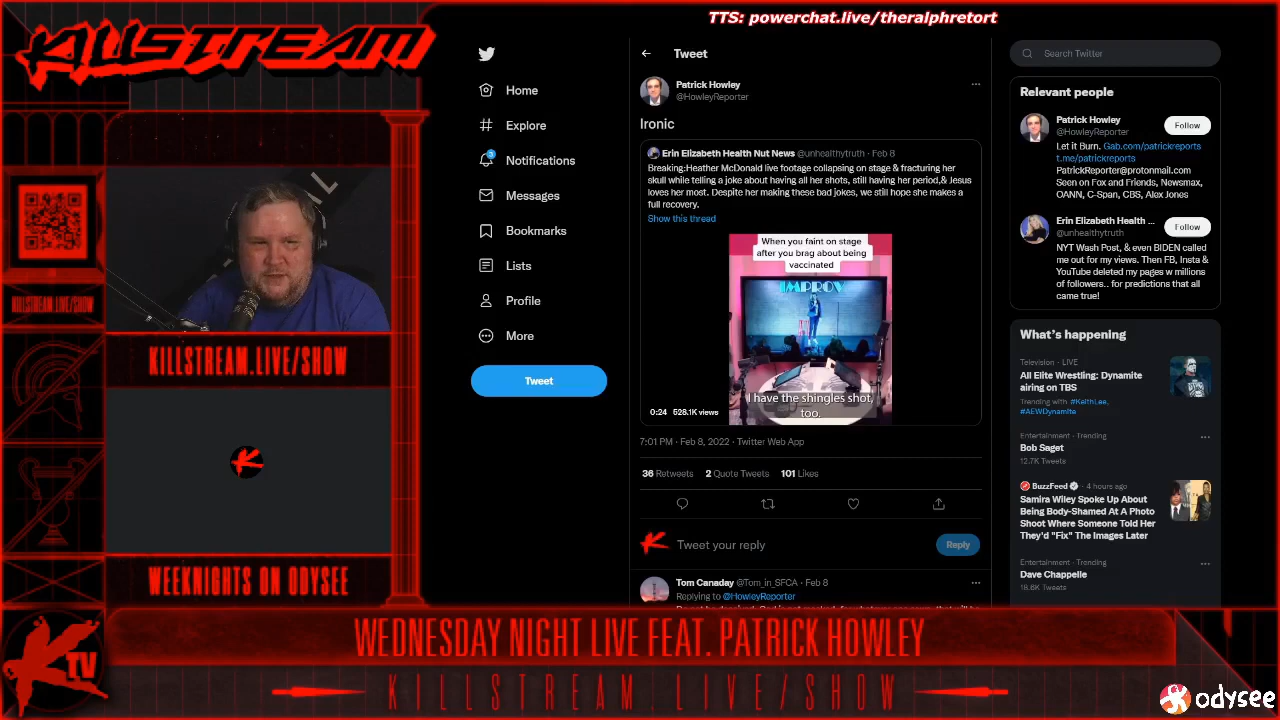 TTS: powerchat.live/theralphretort
KILLSTREAM
KILLSTREAM.LIVE/SHOW
KILLSTREAM.LIVE/SHOW
WEEKNIGHTS ON ODYSEE
Home
Explore
3
Notifications
Messages
Bookmarks
Lists
Profile
More
Tweet
Tweet
Patrick Howley
@HowleyReporter
Ironic
Erin Elizabeth Health Nut News @unhealthytruth · Feb 8
Breaking:Heather McDonald live footage collapsing on stage & fracturing her
skull while telling a joke about having all her shots, still having her period,& Jesus
loves her most. Despite her making these bad jokes, we still hope she makes a
full recovery.
Show this thread
When you faint on stage
after you brag about being
vaccinated
IMPROV
I have the shingles shot,
too.
0:24 528.1K views
7:01 PM · Feb 8, 2022 · Twitter Web App
36 Retweets 2 Quote Tweets 101 Likes
Tweet your reply
Reply
Tom Canaday @Tom_in_SFCA · Feb 8
Replying to @HowleyReporter
Search Twitter
Relevant people
Patrick Howley
@HowleyReporter
Follow
Let it Burn. Gab.com/patrickreports
t.me/patrickreports
PatrickReporter@protonmail.com
Seen on Fox and Friends, Newsmax,
OANN, C-Span, CBS, Alex Jones
Erin Elizabeth Health ...
@unhealthytruth
Follow
NYT Wash Post, & even BIDEN called
me out for my views. Then FB, Insta &
YouTube deleted my pages w millions
of followers.. for predictions that all
came true!
What's happening
Television · LIVE
All Elite Wrestling: Dynamite
airing on TBS
Trending with #KeithLee,
#AEWDynamite
Entertainment · Trending
Bob Saget
12.7K Tweets
BuzzFeed · 4 hours ago
Samira Wiley Spoke Up About
Being Body-Shamed At A Photo
Shoot Where Someone Told Her
They'd "Fix" The Images Later
Entertainment · Trending
Dave Chappelle
18.6K Tweets
K TV
WEDNESDAY NIGHT LIVE FEAT. PATRICK HOWLEY
KILLSTREAM.LIVE/SHOW
odysee